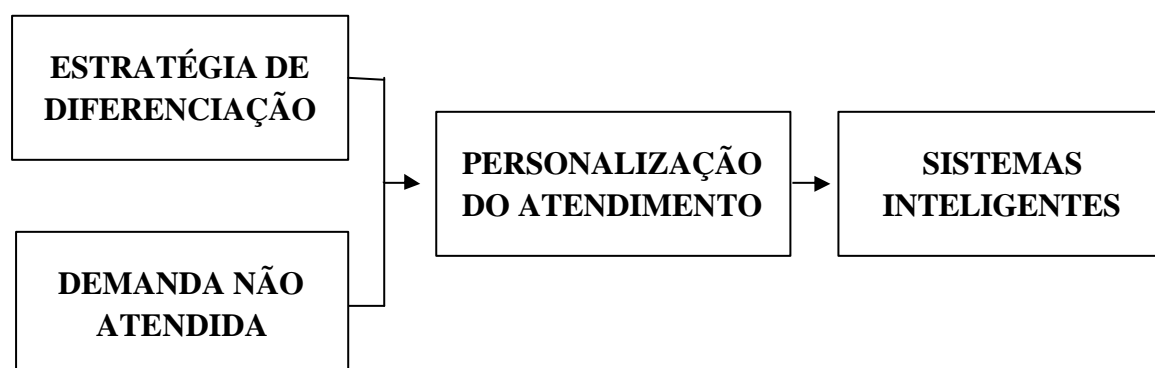 ESTRATÉGIA DE
DIFERENCIAÇÃO
DEMANDA NÃO
ATENDIDA
PERSONALIZAÇÃO
DO ATENDIMENTO
SISTEMAS
INTELIGENTES